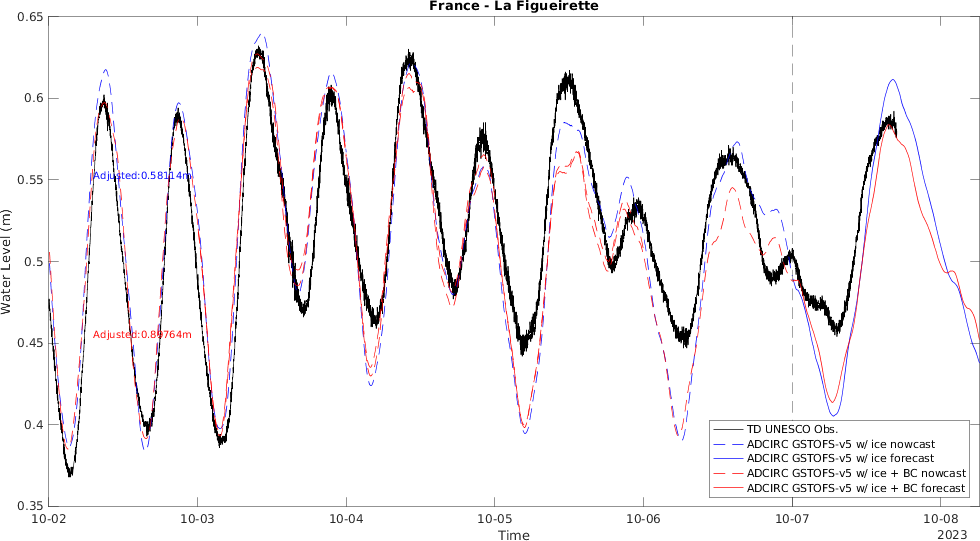 France - La Figueirette
0.65
0.6
0.55
0.5
0.45
0.4
0.35
Water Level (m)
Adjusted:0.58114m
Adjusted:0.89764m
TD UNESCO Obs.
ADCIRC GSTOFS-v5 w/ ice nowcast
ADCIRC GSTOFS-v5 w/ ice forecast
ADCIRC GSTOFS-v5 w/ ice + BC nowcast
ADCIRC GSTOFS-v5 w/ ice + BC forecast
10-02 10-03 10-04 10-05 10-06 10-07 10-08
Time
2023